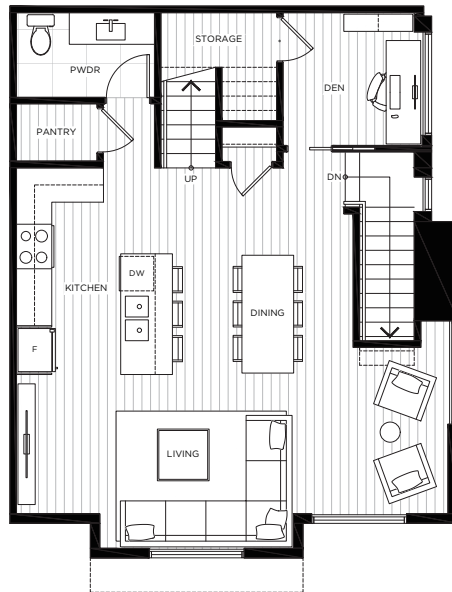 STORAGE
PWDR
DEN
PANTRY
UP
DN
KITCHEN
DW
DINING
F
LIVING